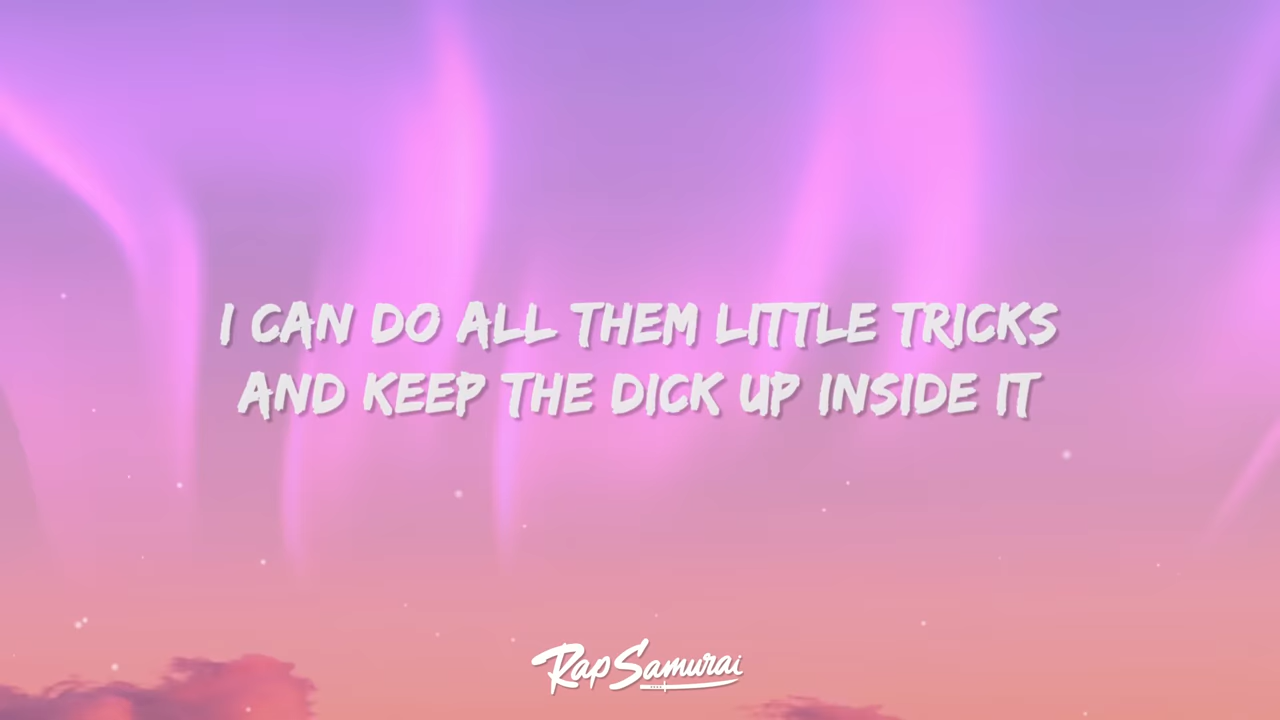 I CAN DO ALL THEM LITTLE TRICKS
AND KEEP THE DICK UP INSIDE IT
Rap Samurai